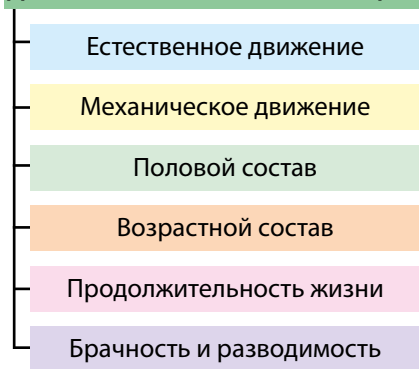 Естественное движение
Механическое движение
Половой состав
Возрастной состав
Продолжительность жизни
Брачность и разводимость